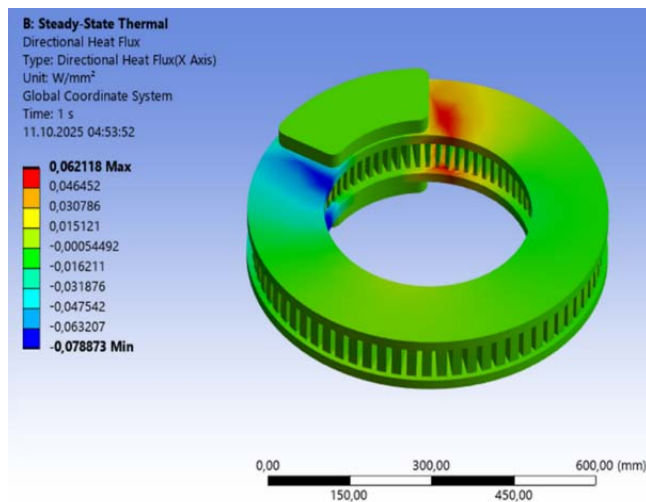 B: Steady-State Thermal
Directional Heat Flux
Type: Directional Heat Flux(X Axis)
Unit: W/mm²
Global Coordinate System
Time: 1 s
11.10.2025 04:53:52
0,062118 Max
0,046452
0,030786
0,015121
-0,00054492
-0,016211
-0,031876
-0,047542
-0,063207
-0,078873 Min
0,00 300,00 600,00 (mm)
150,00 450,00